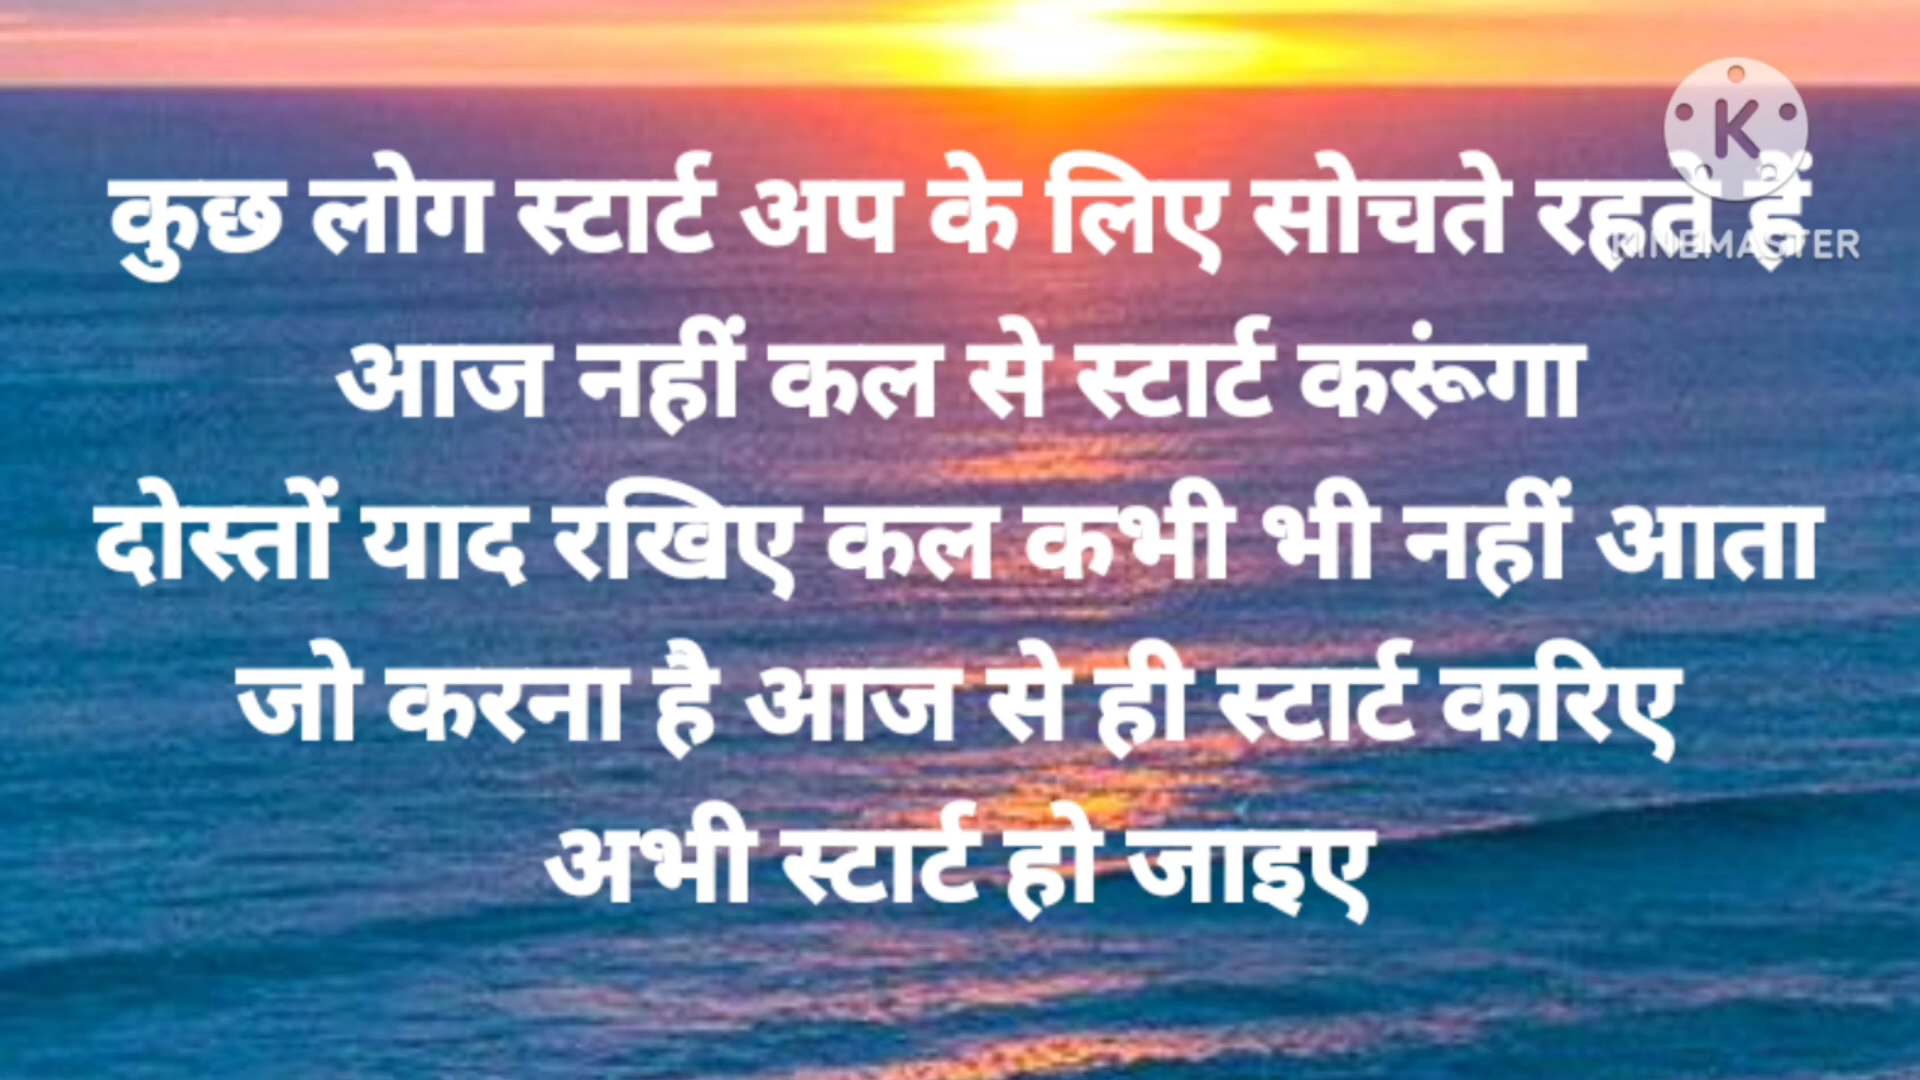 कुछ लोग स्टार्ट अप के लिए सोचते रहते हैं
आज नहीं कल से स्टार्ट करूंगा
दोस्तों याद रखिए कल कभी भी नहीं आता
जो करना है आज से ही स्टार्ट करिए
अभी स्टार्ट हो जाइए
K
KINEMASTER